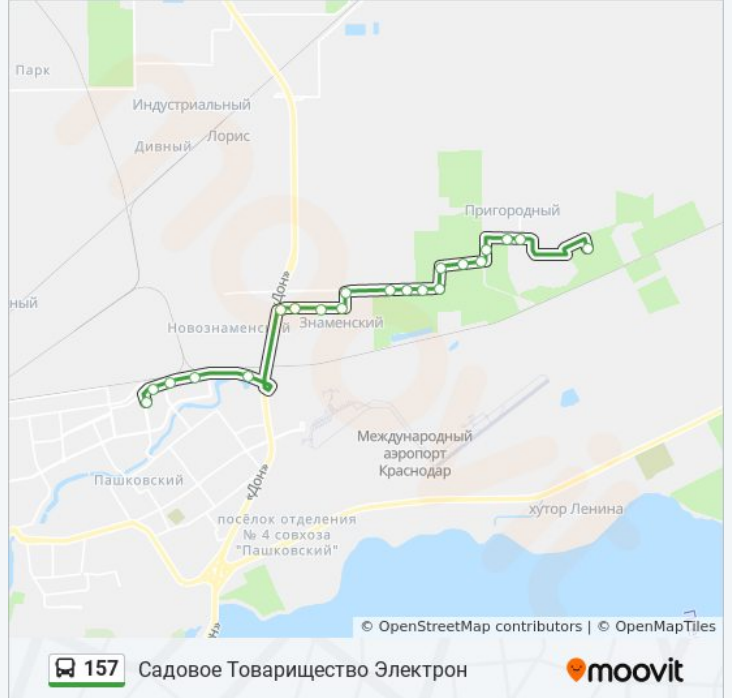 Парк
Индустриальный
Дивный
Лорис
Пригородный
«Дон»
ный
Новознаменский
Знаменский
Международный
аэропорт
Краснодар
Пашковский
«Дон»
хутор Ленина
посёлок отделения
№ 4 совхоза
"Пашковский"
н»
© OpenStreetMap contributors | © OpenMapTiles
157 Садовое Товарищество Электрон
moovit